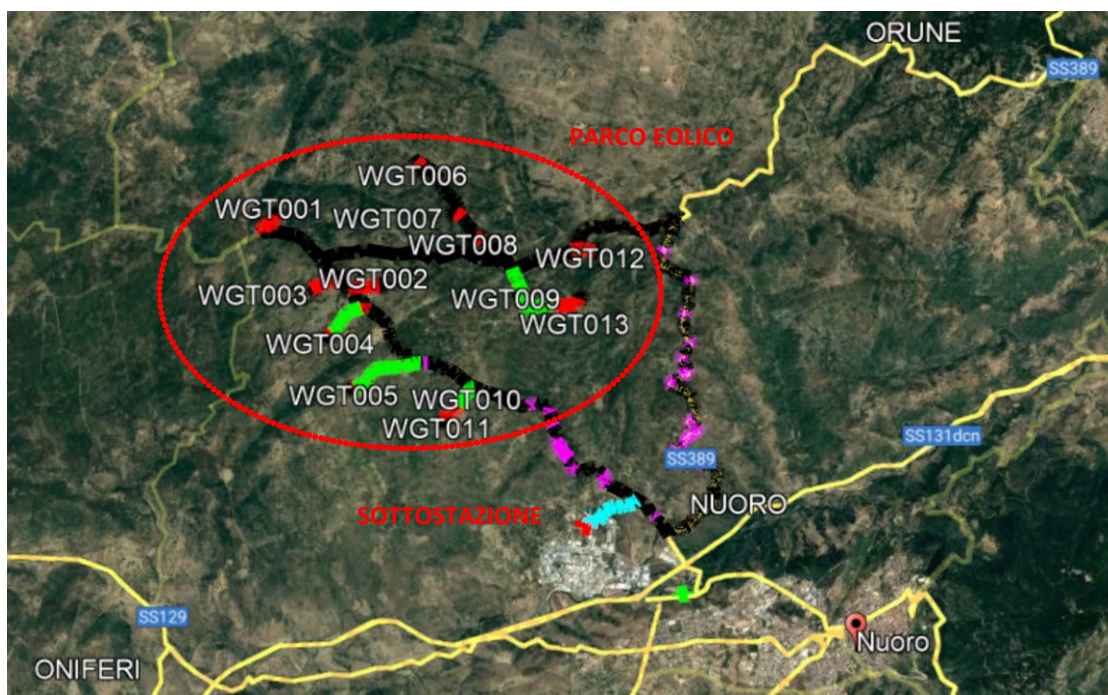 ORUNE
SS389
PARCO EOLICO
WGT006
WGT001
WGT007
WGT008
WGT012
WGT002
WGT003
WGT009
WGT013
WGT004
WGT005
WGT010
WGT011
SS131dcn
SS389
NUORO
SOTTOSTAZIONE
SS129
Nuoro
ONIFERI